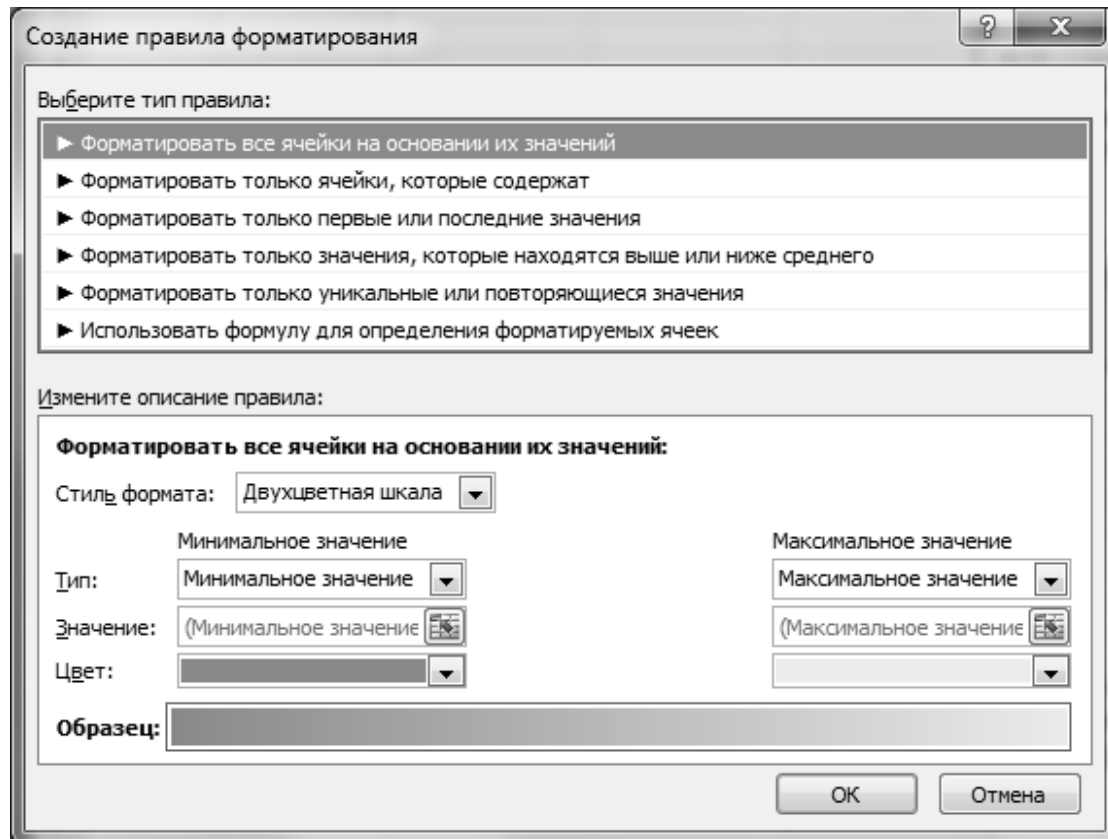 Создание правила форматирования
?
X
Выберите тип правила:
► Форматировать все ячейки на основании их значений
► Форматировать только ячейки, которые содержат
► Форматировать только первые или последние значения
► Форматировать только значения, которые находятся выше или ниже среднего
► Форматировать только уникальные или повторяющиеся значения
► Использовать формулу для определения форматируемых ячеек
Измените описание правила:
Форматировать все ячейки на основании их значений:
Стиль формата: Двухцветная шкала
Минимальное значение Максимальное значение
Тип: Минимальное значение Максимальное значение
Значение: (Минимальное значение (Максимальное значение
Цвет:
Образец:
ОК Отмена